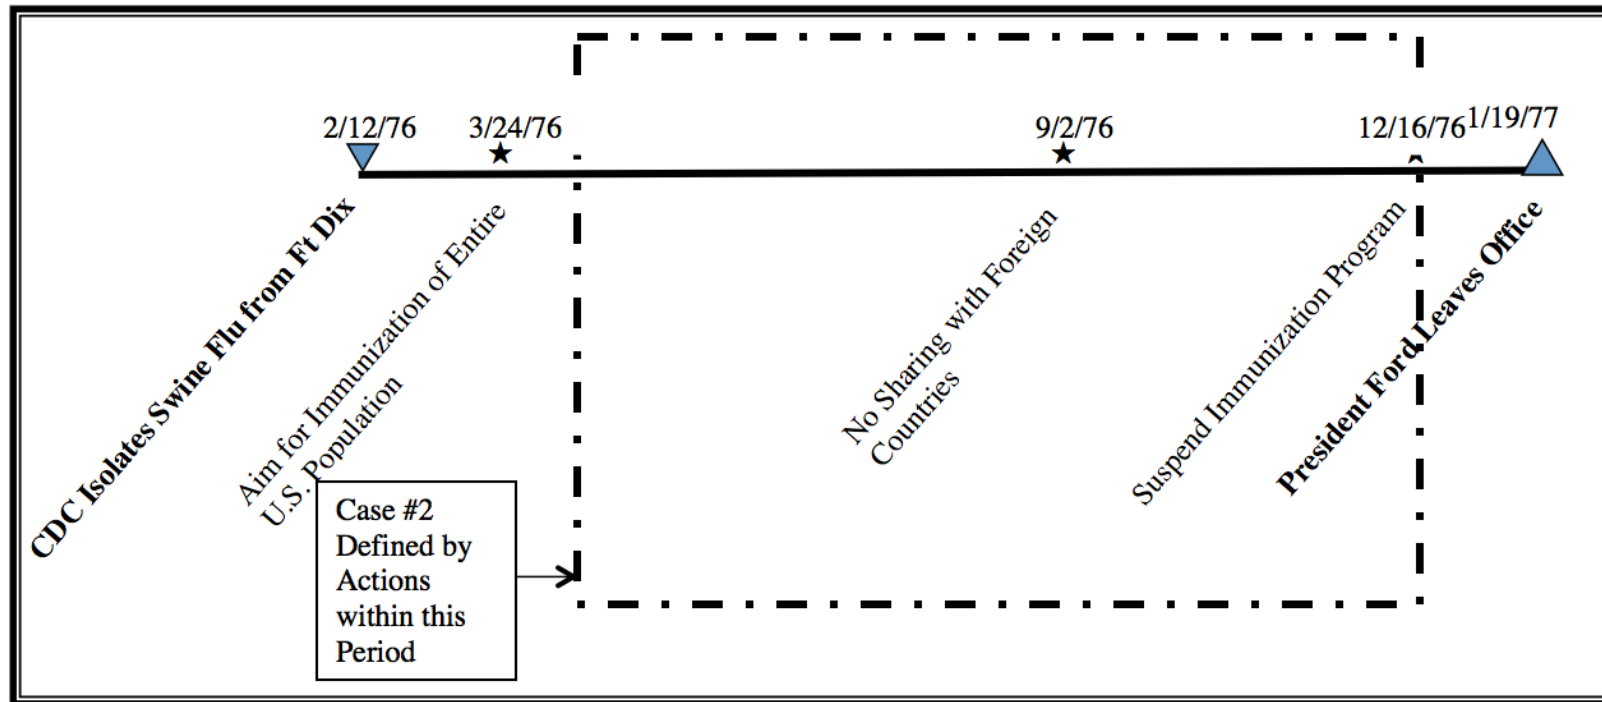 2/12/76
3/24/76
9/2/76
12/16/76
1/19/77
CDC Isolates Swine Flu from Ft Dix
Aim for Immunization of Entire
U.S. Population
No Sharing with Foreign
Countries
Suspend Immunization Program
President Ford Leaves Office
Case #2
Defined by
Actions
within this
Period